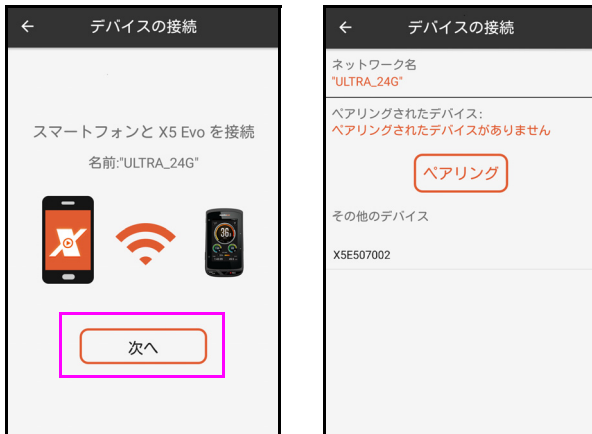 デバイスの接続
スマートフォンと X5 Evo を接続
名前:"ULTRA_24G"
次へ
デバイスの接続
ネットワーク名
"ULTRA_24G"
ペアリングされたデバイス:
ペアリングされたデバイスがありません
ペアリング
その他のデバイス
X5E507002